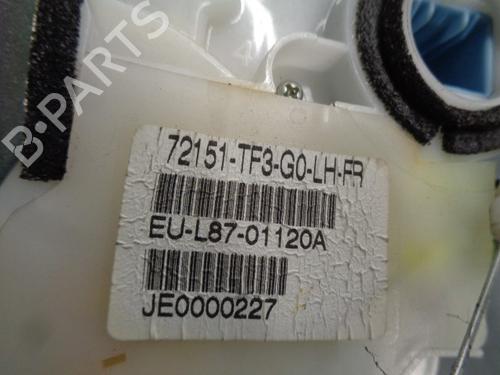 B-PARTS
72151-TF3-G0-LH-FR
EU-L87-01120A
JE0000227